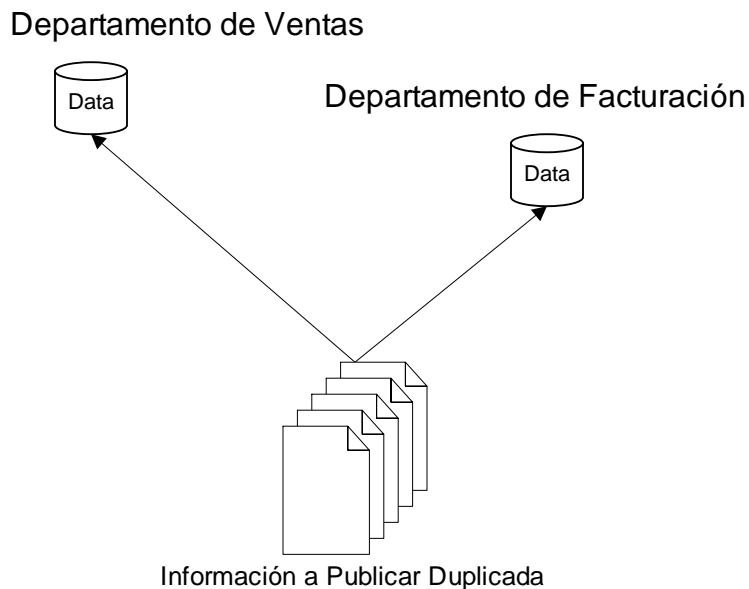 Departamento de Ventas
Data
Departamento de Facturación
Data
Información a Publicar Duplicada